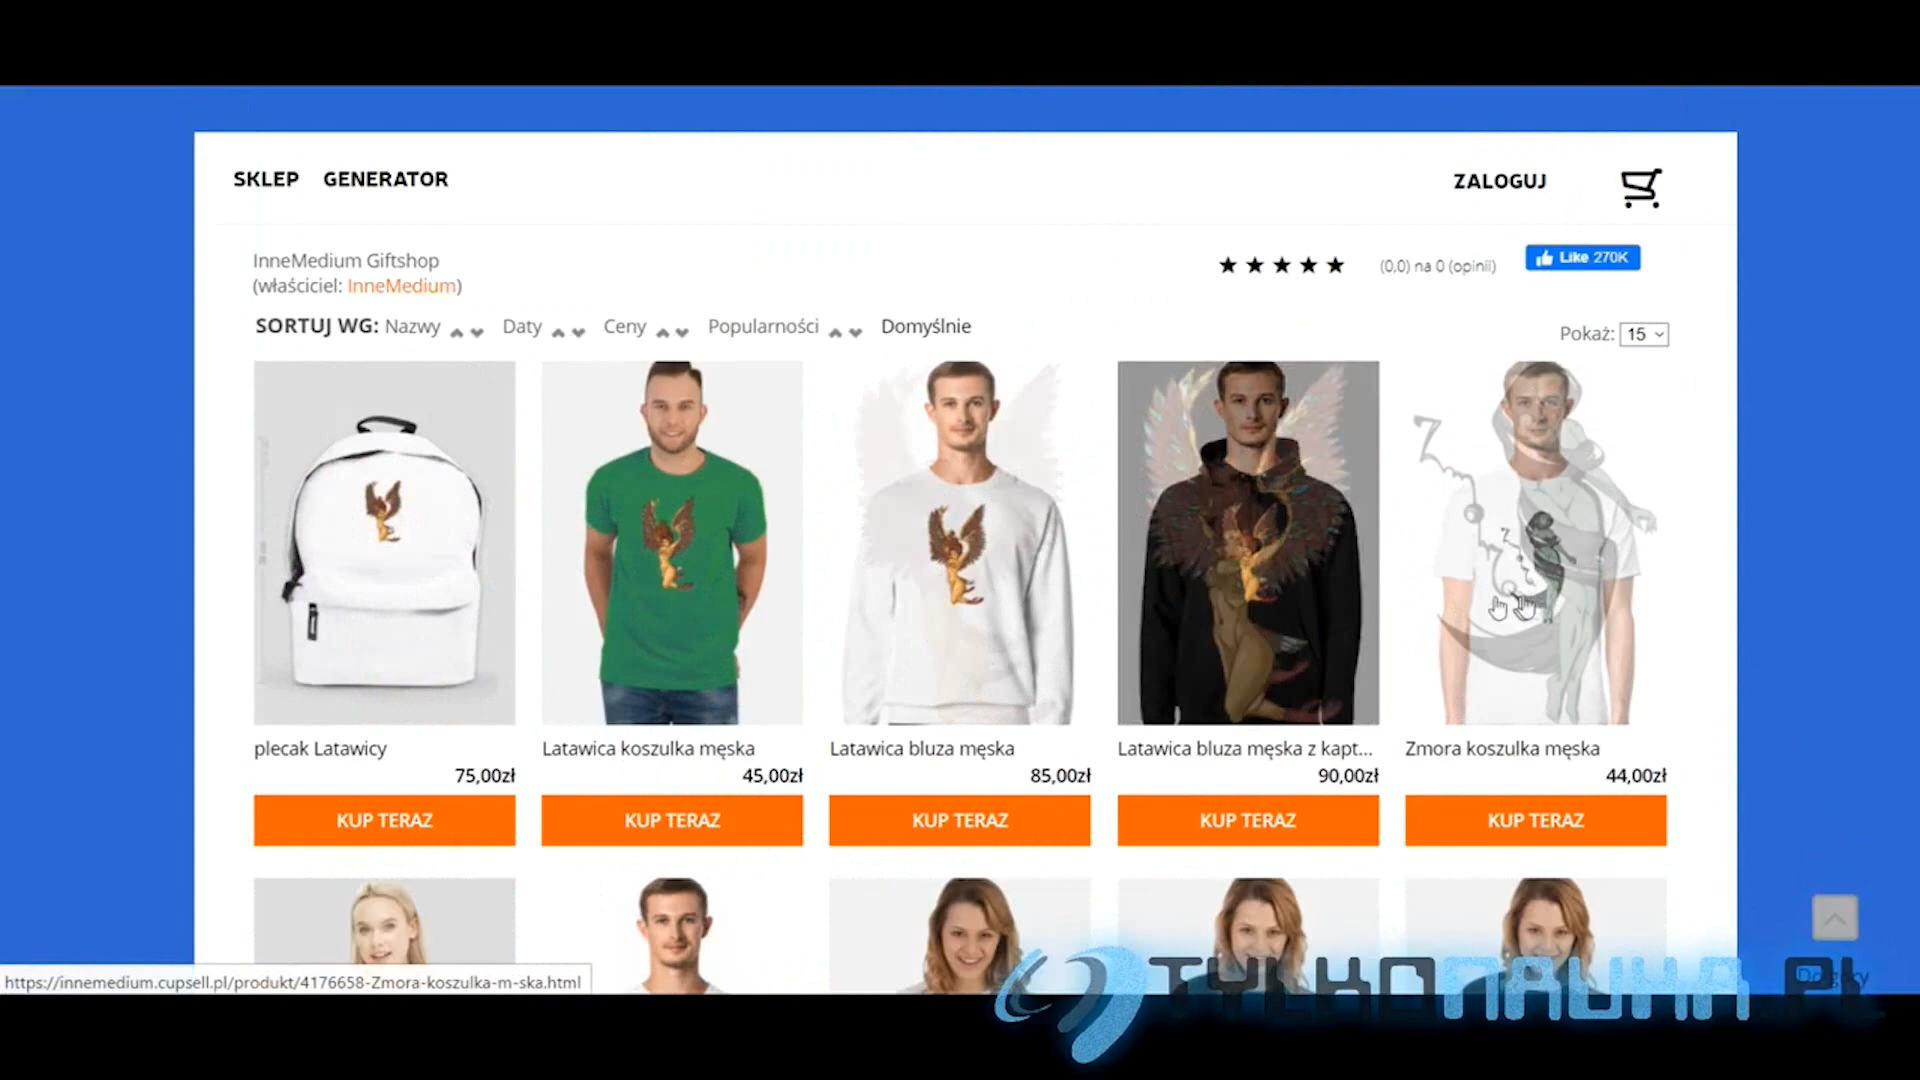 SKLEP GENERATOR ZALOGUJ
InneMedium Giftshop
(właściciel: InneMedium)
(0,0) na 0 (opinii)
Like 270K
SORTUJ WG: Nazwy Daty Ceny Popularności Domyślnie
Pokaż: 15
plecak Latawicy
75,00zł
KUP TERAZ
Latawica koszulka męska
45,00zł
KUP TERAZ
Latawica bluza męska
85,00zł
KUP TERAZ
Latawica bluza męska z kapt...
90,00zł
KUP TERAZ
Zmora koszulka męska
44,00zł
KUP TERAZ
Do góry
https://innemedium.cupsell.pl/produkt/4176658-Zmora-koszulka-m-ska.html
TYLKONAUKA.PL